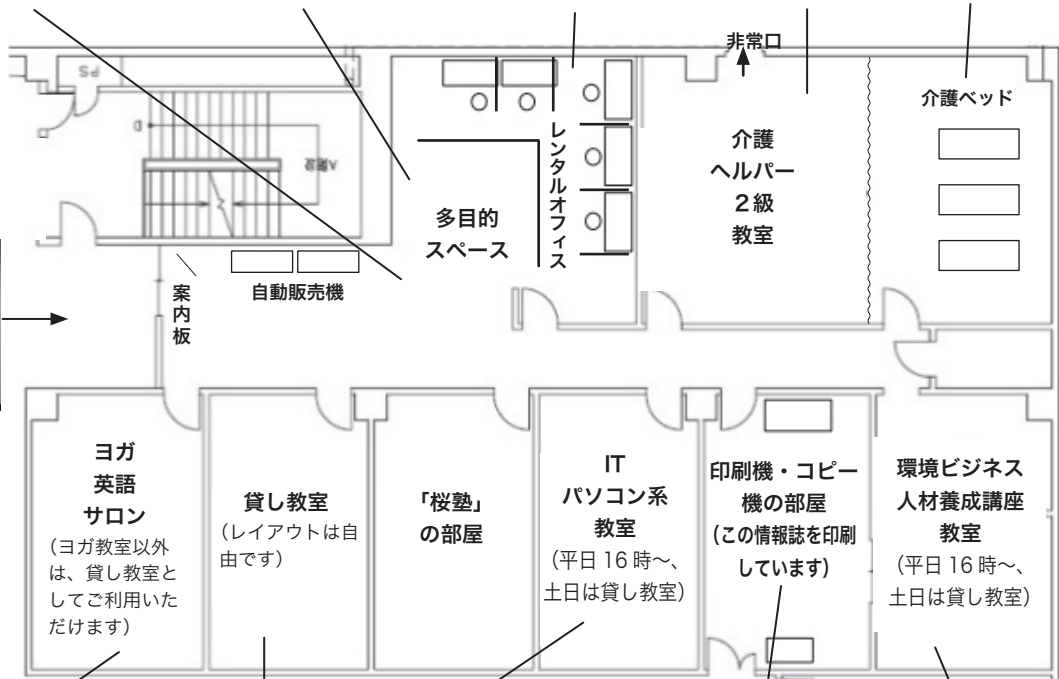 非常口
PS
D
A階段
介護ベッド
介護
ヘルパー
2級
教室
レンタルオフィス
多目的
スペース
案内板
自動販売機
ヨガ
英語
サロン
(ヨガ教室以外
は、貸し教室と
してご利用いた
だけます)
貸し教室
(レイアウトは自
由です)
「桜塾」
の部屋
IT
パソコン系
教室
(平日16時〜、
土日は貸し教室)
印刷機・コピー
機の部屋
(この情報誌を印刷
しています)
環境ビジネス
人材養成講座
教室
(平日16時〜、
土日は貸し教室)